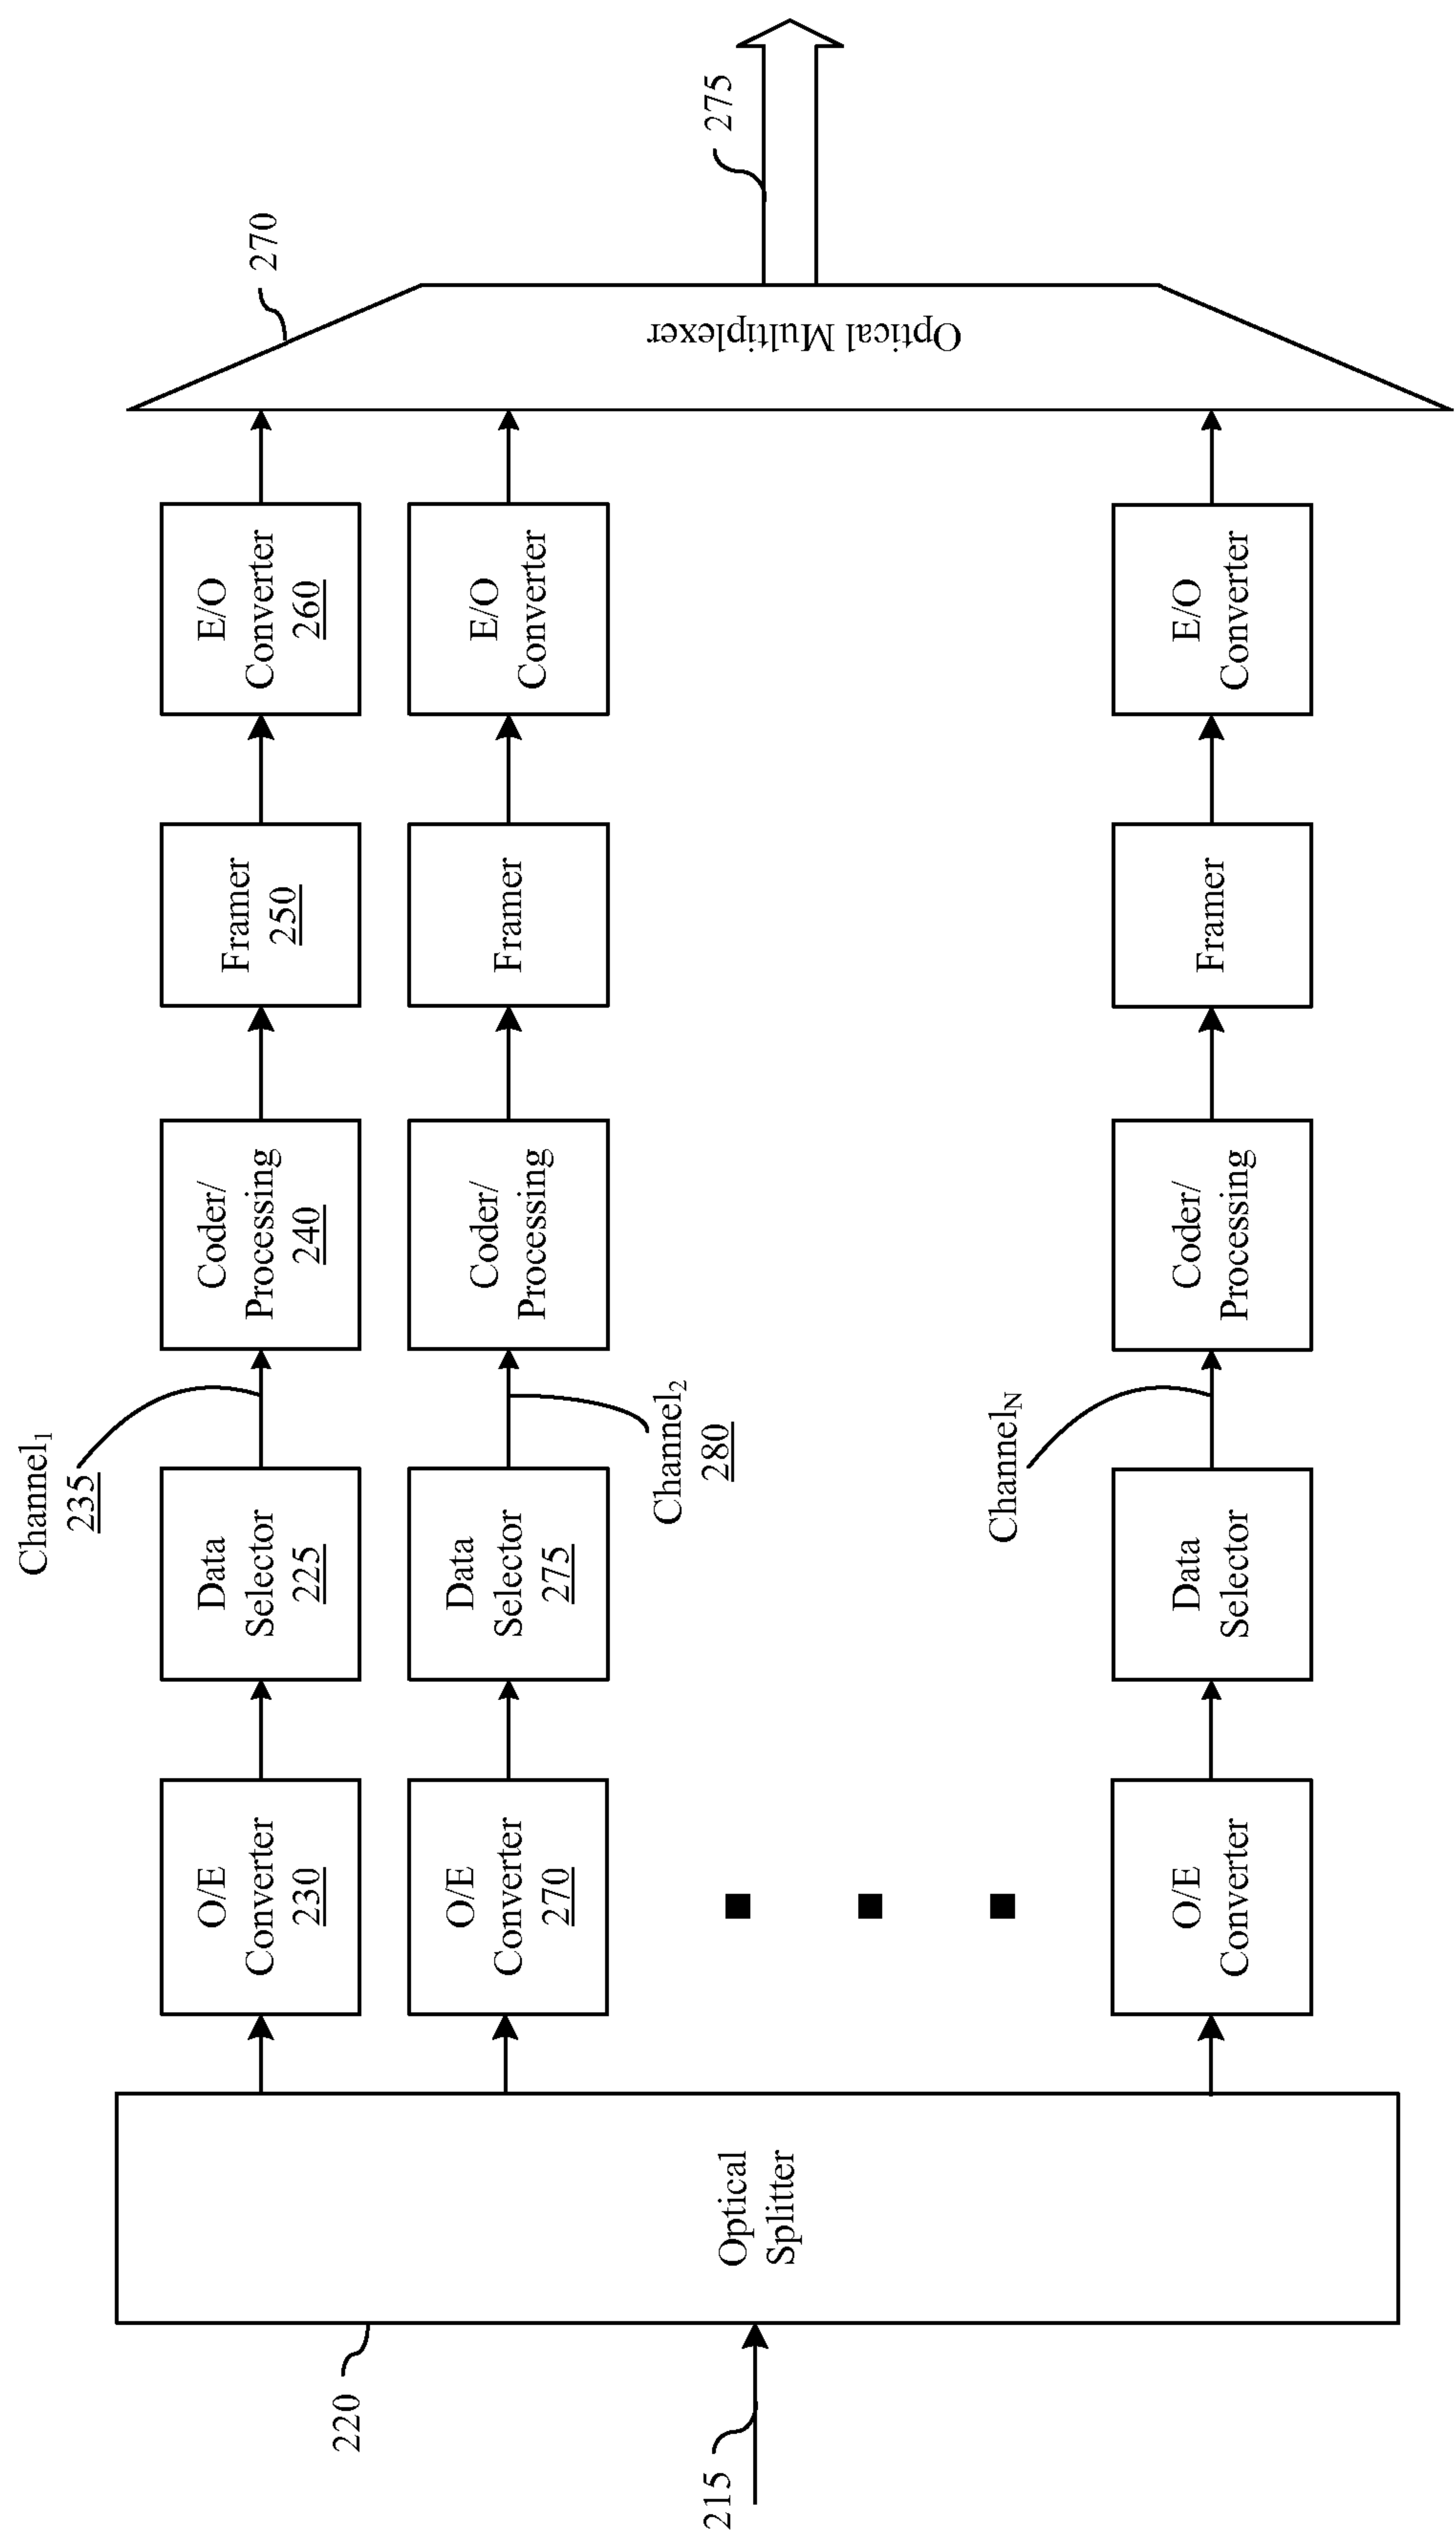 215
220
Optical
Splitter
O/E
Converter
230
Data
Selector
225
Channel₁
235
Coder/
Processing
240
Framer
250
E/O
Converter
260
O/E
Converter
270
Data
Selector
275
Channel₂
280
Coder/
Processing
Framer
E/O
Converter
O/E
Converter
Data
Selector
Channel_N
Coder/
Processing
Framer
E/O
Converter
270
Optical Multiplexer
275